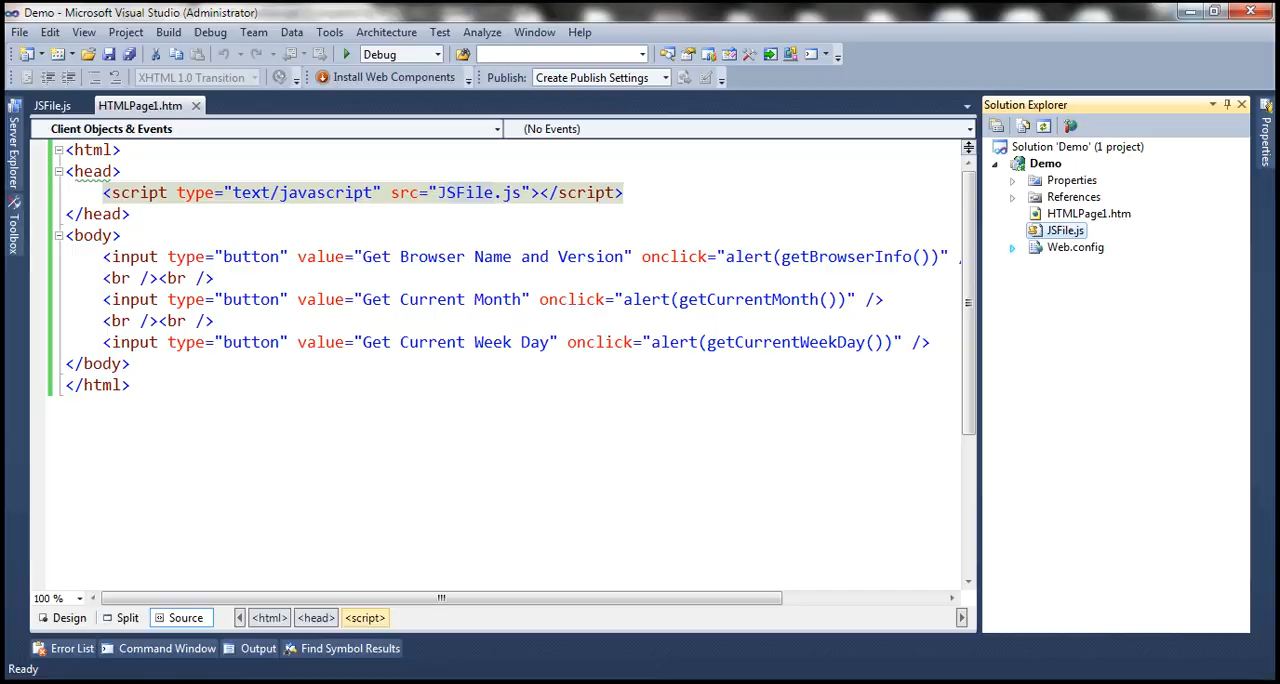 Demo - Microsoft Visual Studio (Administrator)
File Edit View Project Build Debug Team Data Tools Architecture Test Analyze Window Help
Debug
XHTML 1.0 Transition Install Web Components Publish: Create Publish Settings
JSFile.js HTMLPage1.htm
Client Objects & Events (No Events)
<html>
<head>
<script type="text/javascript" src="JSFile.js"></script>
</head>
<body>
<input type="button" value="Get Browser Name and Version" onclick="alert(getBrowserInfo())" /
<br /><br />
<input type="button" value="Get Current Month" onclick="alert(getCurrentMonth())" />
<br /><br />
<input type="button" value="Get Current Week Day" onclick="alert(getCurrentWeekDay())" />
</body>
</html>
100 %
Design Split Source <html> <head> <script>
Error List Command Window Output Find Symbol Results
Ready
Server Explorer
Toolbox
Solution Explorer
Solution 'Demo' (1 project)
Demo
Properties
References
HTMLPage1.htm
JSFile.js
Web.config
Properties